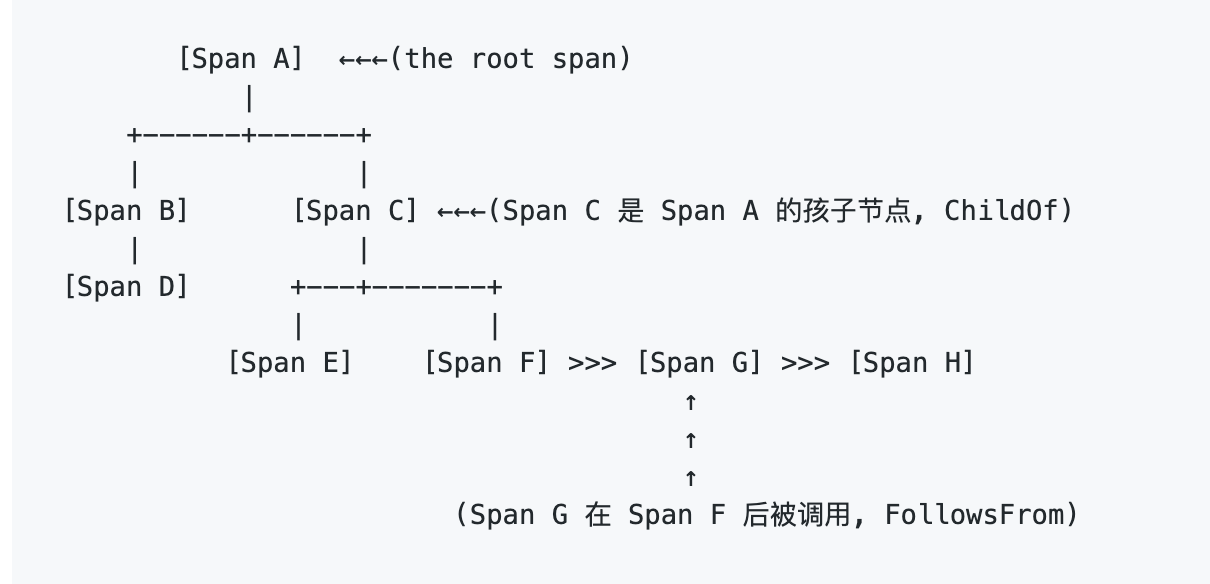 [Span A]  ←←←(the root span)
|
+------+------+
|             |
[Span B]      [Span C] ←←←(Span C 是 Span A 的孩子节点, ChildOf)
|             |
[Span D]      +---+-------+
|           |
[Span E]    [Span F] >>> [Span G] >>> [Span H]
↑
↑
↑
(Span G 在 Span F 后被调用, FollowsFrom)